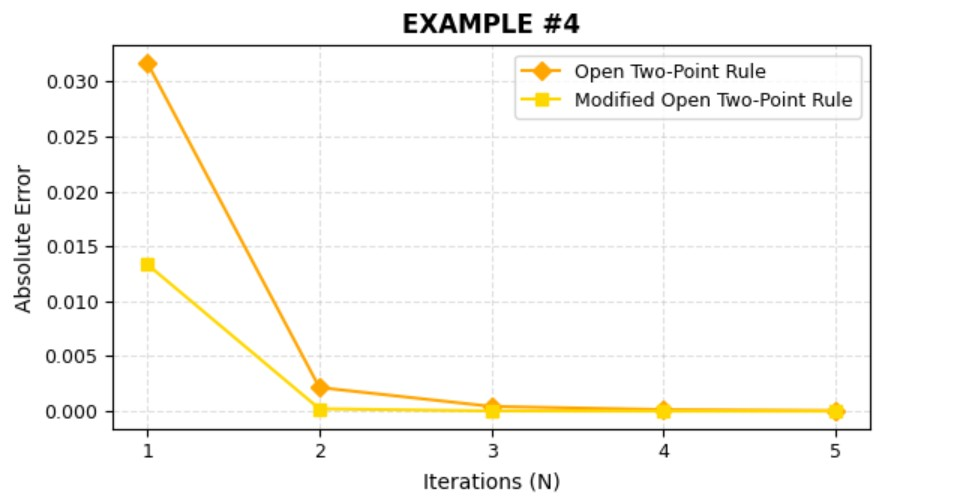 EXAMPLE #4
Open Two-Point Rule
Modified Open Two-Point Rule
Absolute Error
0.030
0.025
0.020
0.015
0.010
0.005
0.000
1 2 3 4 5
Iterations (N)